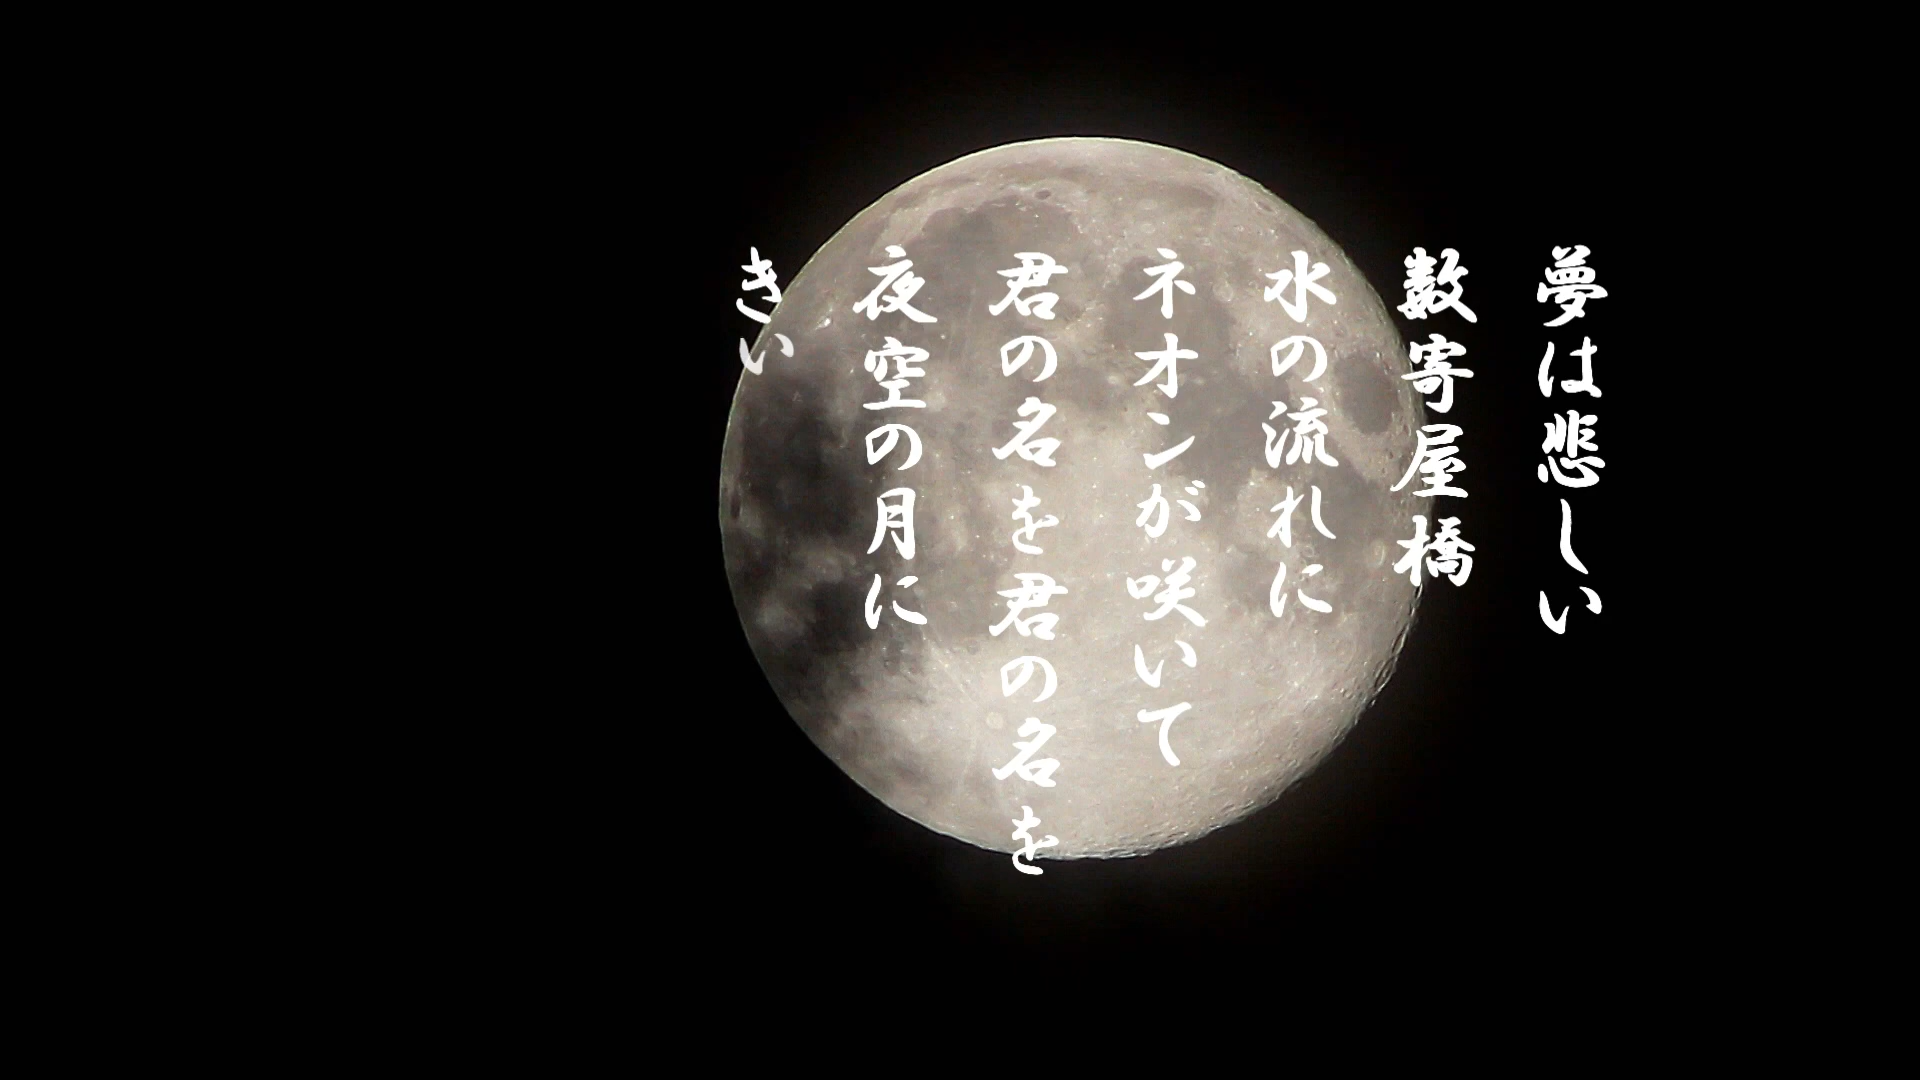 夢は悲しい
数寄屋橋
水の流れに
ネオンが咲いて
君の名を君の名を
夜空の月に
きい